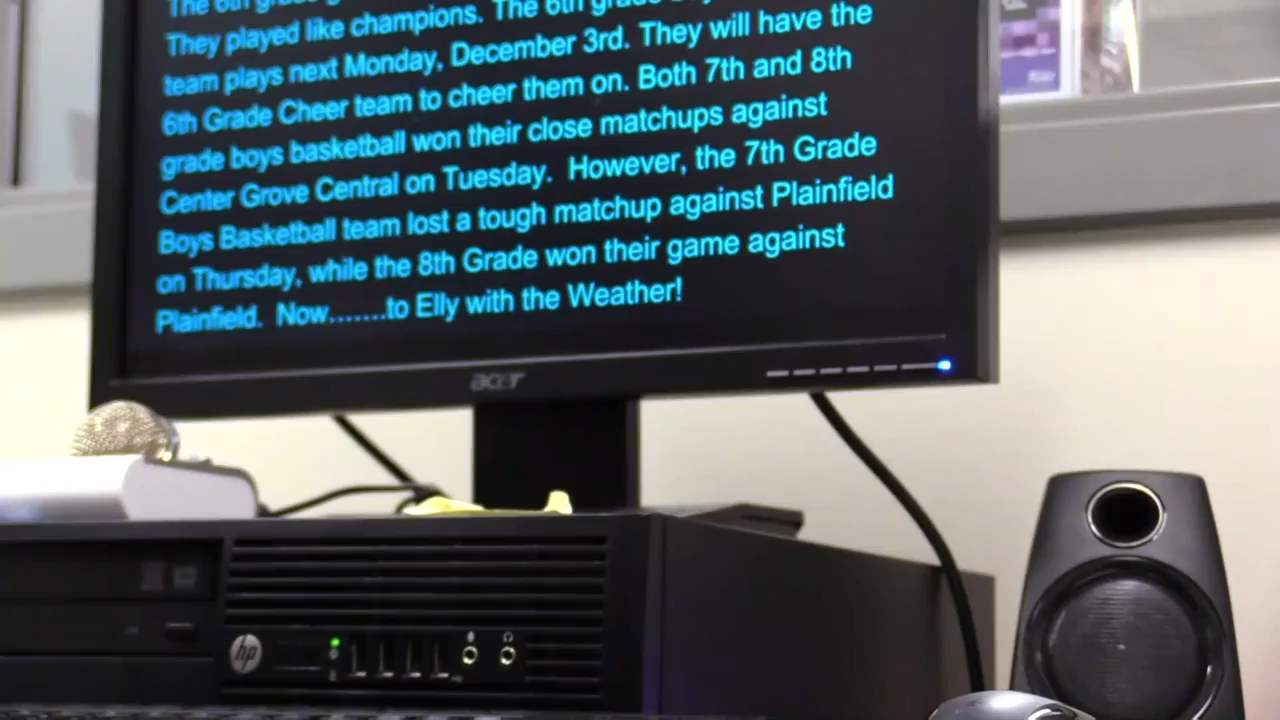 The 6th grade
They played like champions. The 6th grade
team plays next Monday, December 3rd. They will have the
6th Grade Cheer team to cheer them on. Both 7th and 8th
grade boys basketball won their close matchups against
Center Grove Central on Tuesday. However, the 7th Grade
Boys Basketball team lost a tough matchup against Plainfield
on Thursday, while the 8th Grade won their game against
Plainfield. Now.......to Elly with the Weather!
acer
hp